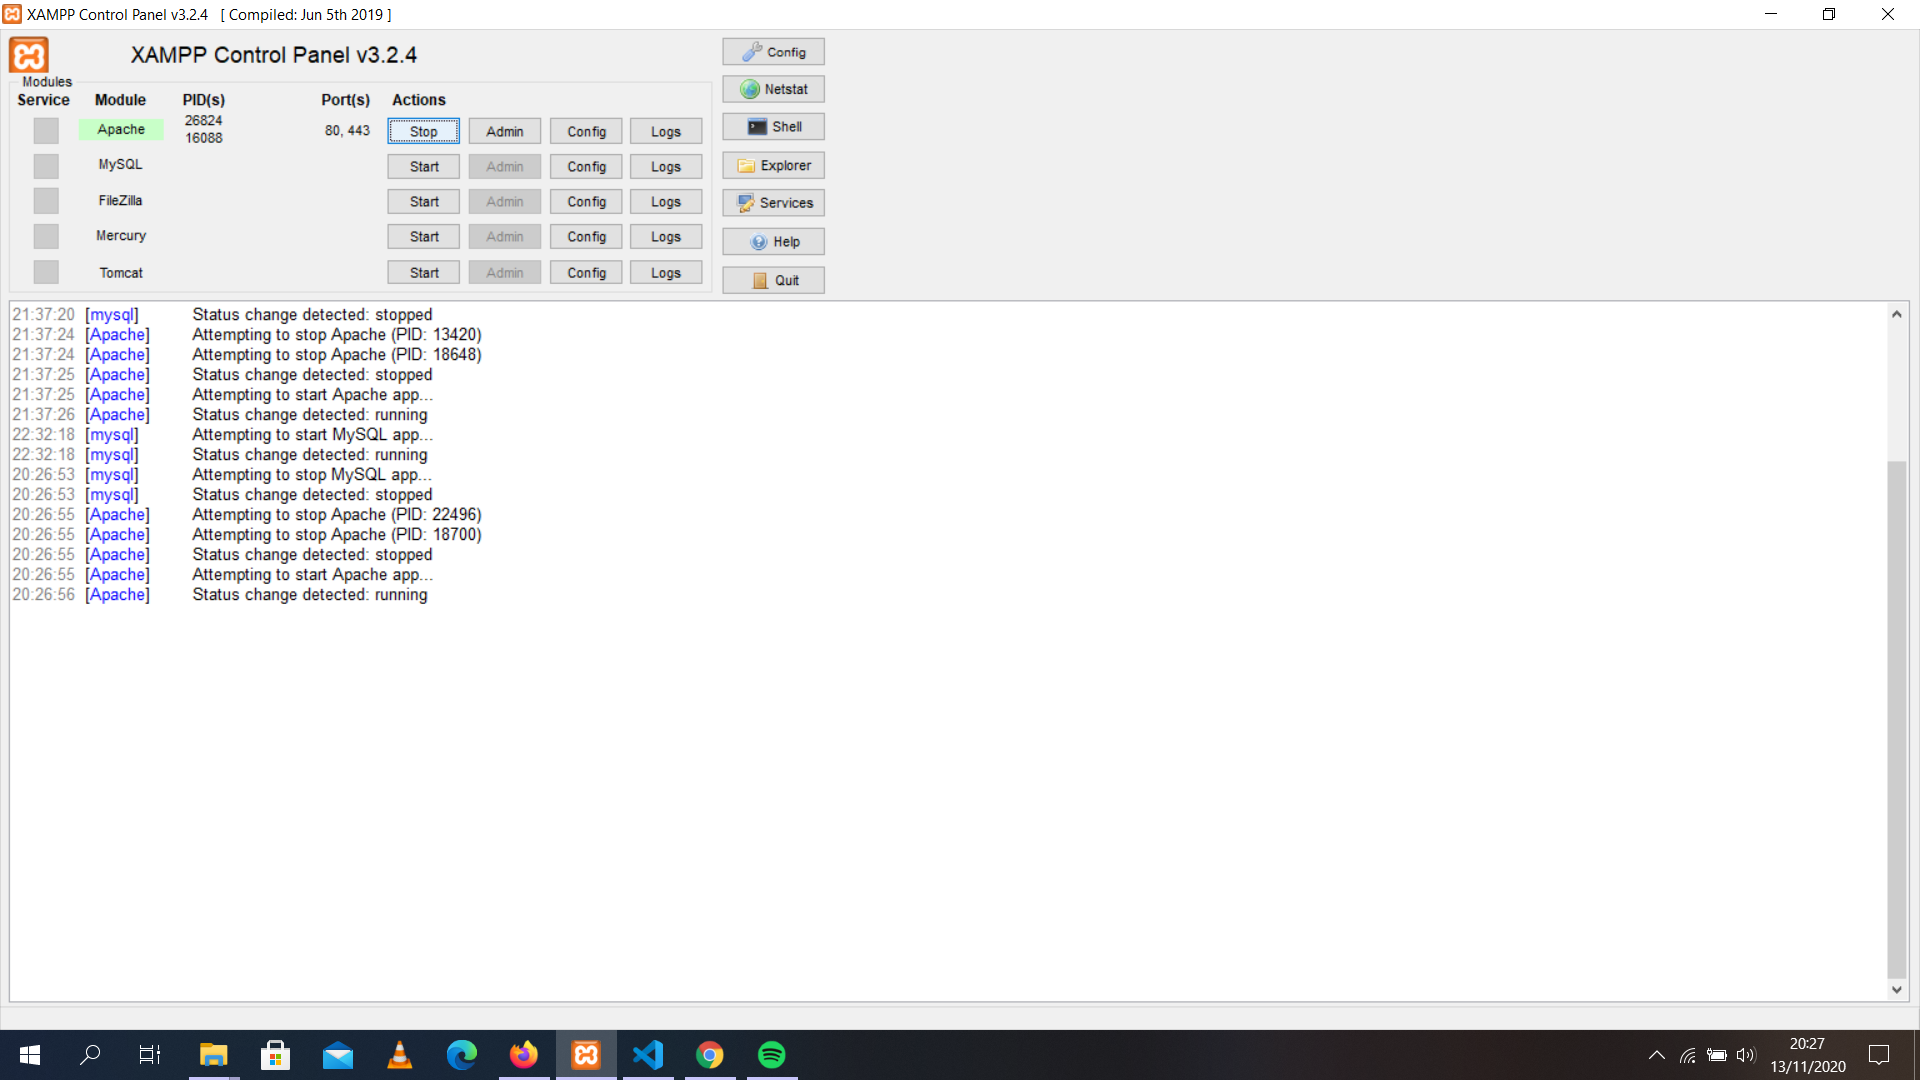 XAMPP Control Panel v3.2.4 [ Compiled: Jun 5th 2019 ]
XAMPP Control Panel v3.2.4
Config
Modules
Service Module PID(s) Port(s) Actions
Netstat
Apache 26824 16088 80, 443 Stop Admin Config Logs
Shell
MySQL Start Admin Config Logs
Explorer
FileZilla Start Admin Config Logs
Services
Mercury Start Admin Config Logs
Help
Tomcat Start Admin Config Logs
Quit
21:37:20 [mysql] Status change detected: stopped
21:37:24 [Apache] Attempting to stop Apache (PID: 13420)
21:37:24 [Apache] Attempting to stop Apache (PID: 18648)
21:37:25 [Apache] Status change detected: stopped
21:37:25 [Apache] Attempting to start Apache app...
21:37:26 [Apache] Status change detected: running
22:32:18 [mysql] Attempting to start MySQL app...
22:32:18 [mysql] Status change detected: running
20:26:53 [mysql] Attempting to stop MySQL app...
20:26:53 [mysql] Status change detected: stopped
20:26:55 [Apache] Attempting to stop Apache (PID: 22496)
20:26:55 [Apache] Attempting to stop Apache (PID: 18700)
20:26:55 [Apache] Status change detected: stopped
20:26:55 [Apache] Attempting to start Apache app...
20:26:56 [Apache] Status change detected: running
20:27
13/11/2020